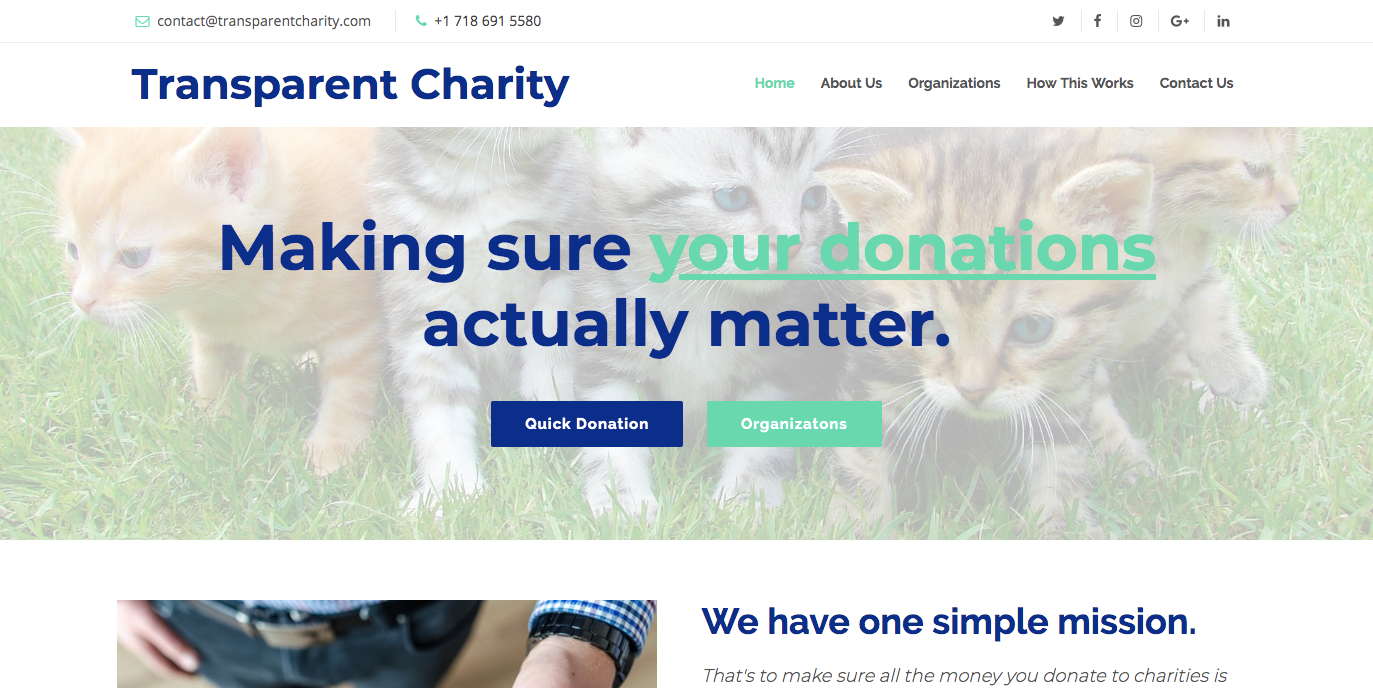 contact@transparentcharity.com +1 718 691 5580
Transparent Charity
Home About Us Organizations How This Works Contact Us
Making sure your donations
actually matter.
Quick Donation Organizatons
We have one simple mission.
That's to make sure all the money you donate to charities is